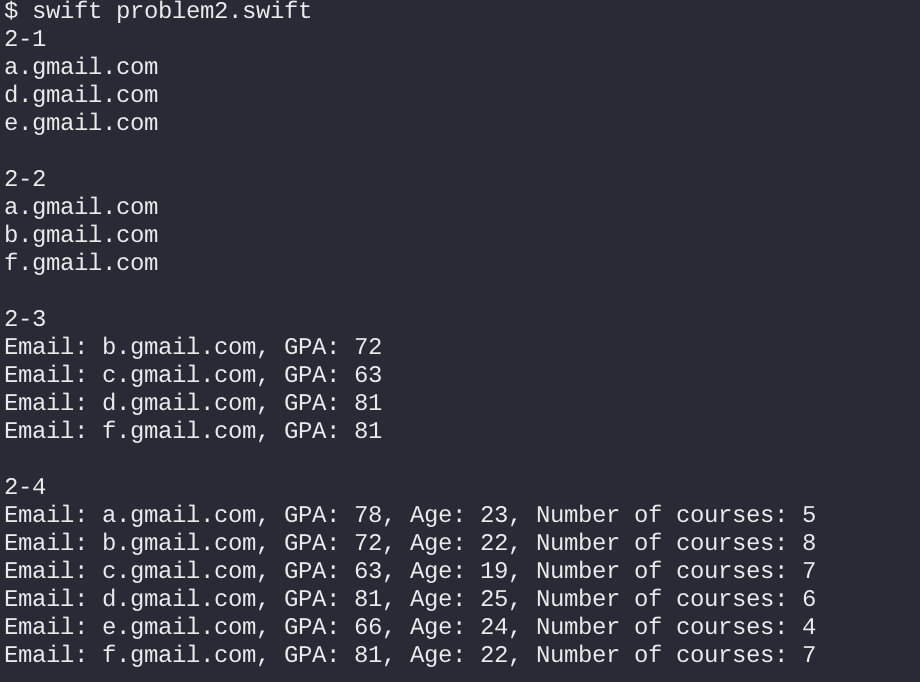 $ swift problem2.swift
2-1
a.gmail.com
d.gmail.com
e.gmail.com

2-2
a.gmail.com
b.gmail.com
f.gmail.com

2-3
Email: b.gmail.com, GPA: 72
Email: c.gmail.com, GPA: 63
Email: d.gmail.com, GPA: 81
Email: f.gmail.com, GPA: 81

2-4
Email: a.gmail.com, GPA: 78, Age: 23, Number of courses: 5
Email: b.gmail.com, GPA: 72, Age: 22, Number of courses: 8
Email: c.gmail.com, GPA: 63, Age: 19, Number of courses: 7
Email: d.gmail.com, GPA: 81, Age: 25, Number of courses: 6
Email: e.gmail.com, GPA: 66, Age: 24, Number of courses: 4
Email: f.gmail.com, GPA: 81, Age: 22, Number of courses: 7